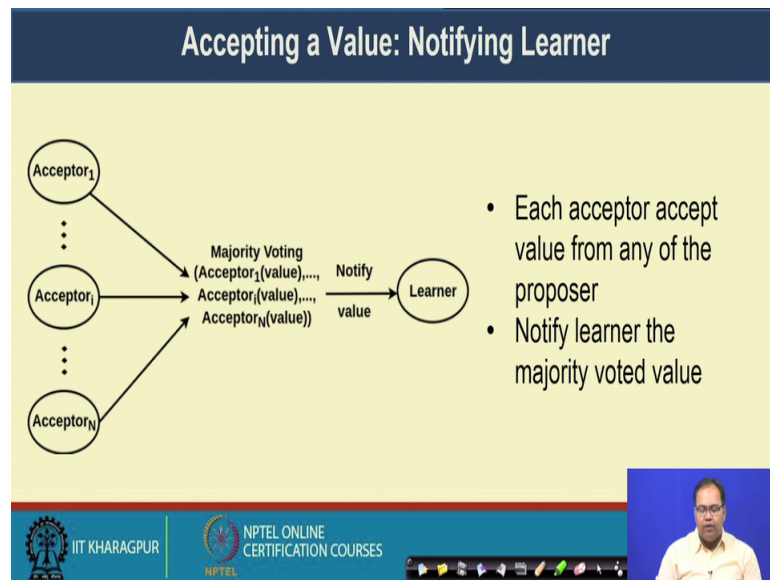 Accepting a Value: Notifying Learner
Acceptor1
Acceptori
AcceptorN
Majority Voting
(Acceptor1(value),...,
Acceptori(value),...,
AcceptorN(value))
Notify
value
Learner
• Each acceptor accept
value from any of the
proposer
• Notify learner the
majority voted value
IIT KHARAGPUR
NPTEL
NPTEL ONLINE
CERTIFICATION COURSES